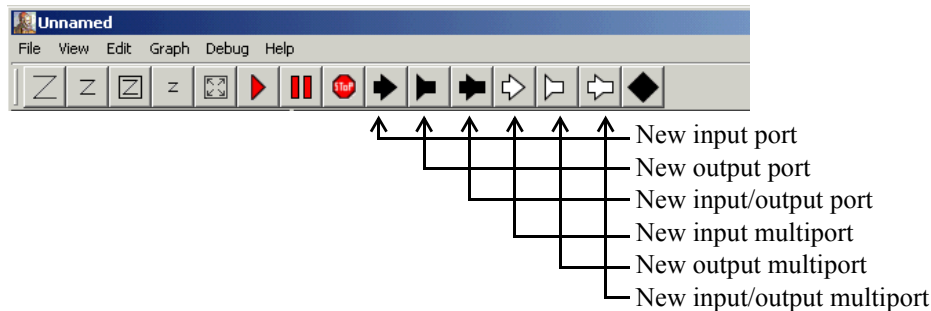 Unnamed
File View Edit Graph Debug Help
Z Z Z Z STOP
New input port
New output port
New input/output port
New input multiport
New output multiport
New input/output multiport